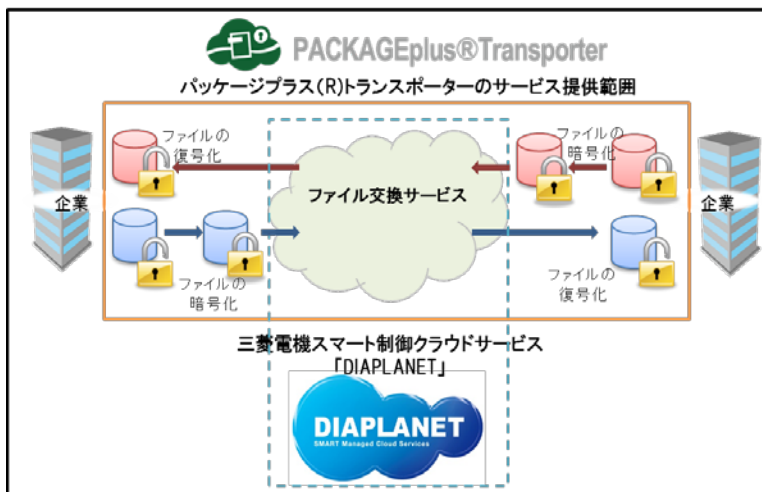 PACKAGEplus®Transporter
パッケージプラス(R)トランスポーターのサービス提供範囲
ファイルの
復号化
ファイルの
暗号化
企業
ファイル交換サービス
企業
ファイルの
暗号化
ファイルの
復号化
三菱電機スマート制御クラウドサービス
「DIAPLANET」
DIAPLANET
SMART Managed Cloud Services